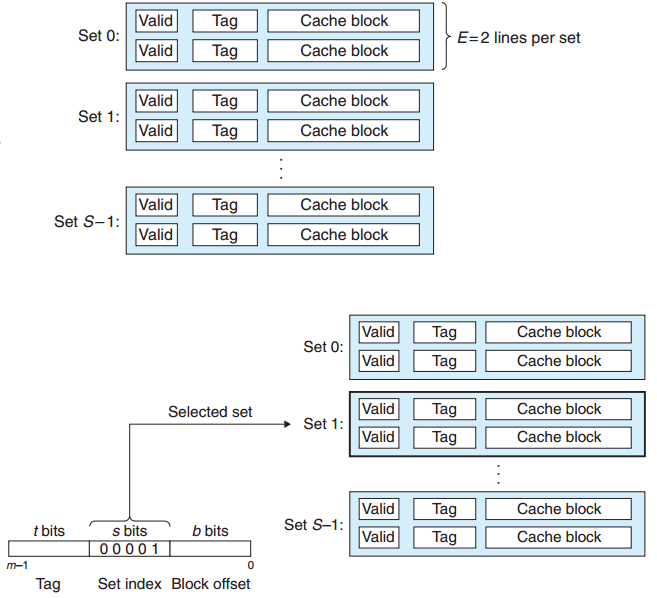 Set 0: Valid Tag Cache block
Valid Tag Cache block
E=2 lines per set
Set 1: Valid Tag Cache block
Valid Tag Cache block
Set S–1: Valid Tag Cache block
Valid Tag Cache block
Set 0: Valid Tag Cache block
Valid Tag Cache block
Selected set
Set 1: Valid Tag Cache block
Valid Tag Cache block
Set S–1: Valid Tag Cache block
Valid Tag Cache block
t bits s bits b bits
0 0 0 0 1
m–1 0
Tag Set index Block offset